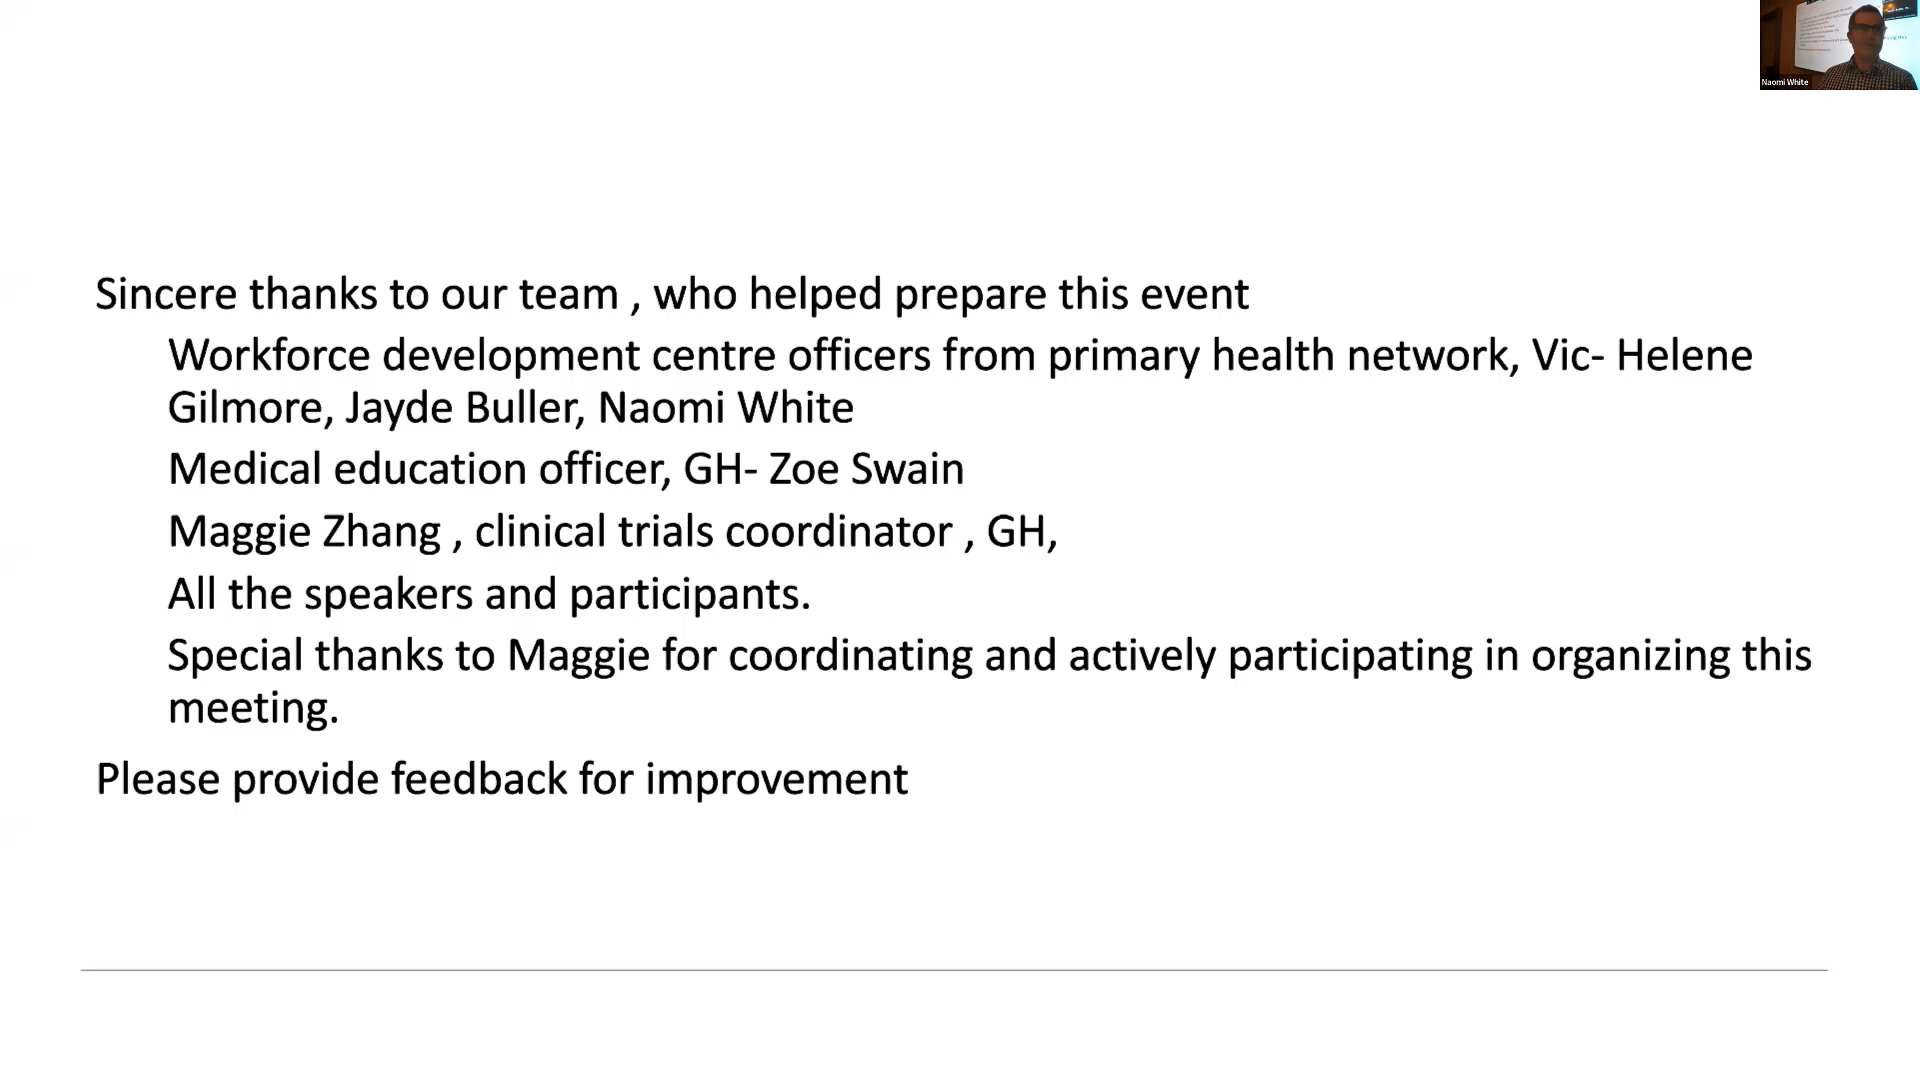 Naomi White
Sincere thanks to our team , who helped prepare this event
Workforce development centre officers from primary health network, Vic- Helene
Gilmore, Jayde Buller, Naomi White
Medical education officer, GH- Zoe Swain
Maggie Zhang , clinical trials coordinator , GH,
All the speakers and participants.
Special thanks to Maggie for coordinating and actively participating in organizing this
meeting.
Please provide feedback for improvement